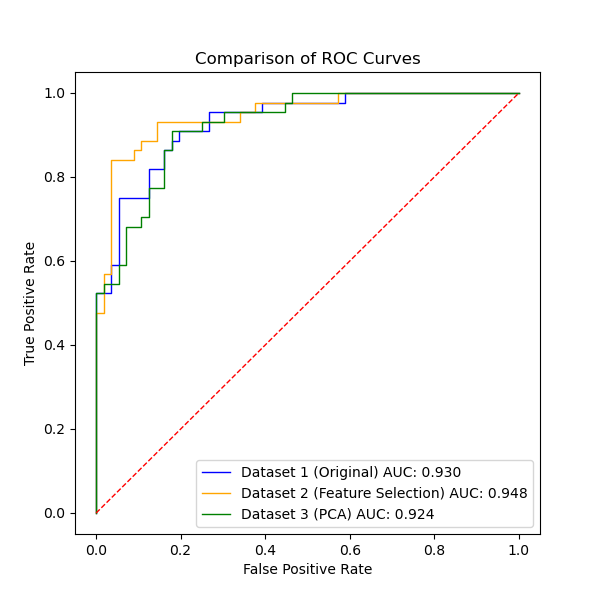 Comparison of ROC Curves
True Positive Rate
1.0
0.8
0.6
0.4
0.2
0.0
Dataset 1 (Original) AUC: 0.930
Dataset 2 (Feature Selection) AUC: 0.948
Dataset 3 (PCA) AUC: 0.924
0.0 0.2 0.4 0.6 0.8 1.0
False Positive Rate